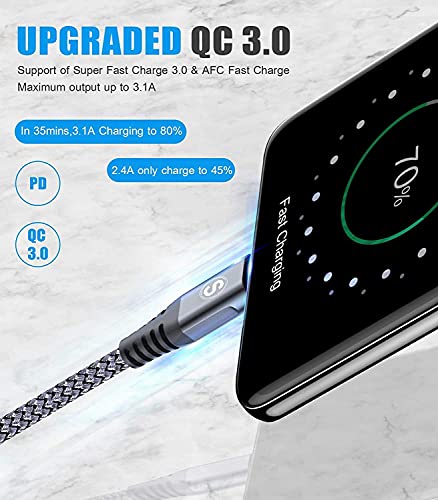 UPGRADED QC 3.0
Support of Super Fast Charge 3.0 & AFC Fast Charge
Maximum output up to 3.1A
In 35mins,3.1A Charging to 80%
PD
2.4A only charge to 45%
QC
3.0
70%
Fast Charging
S